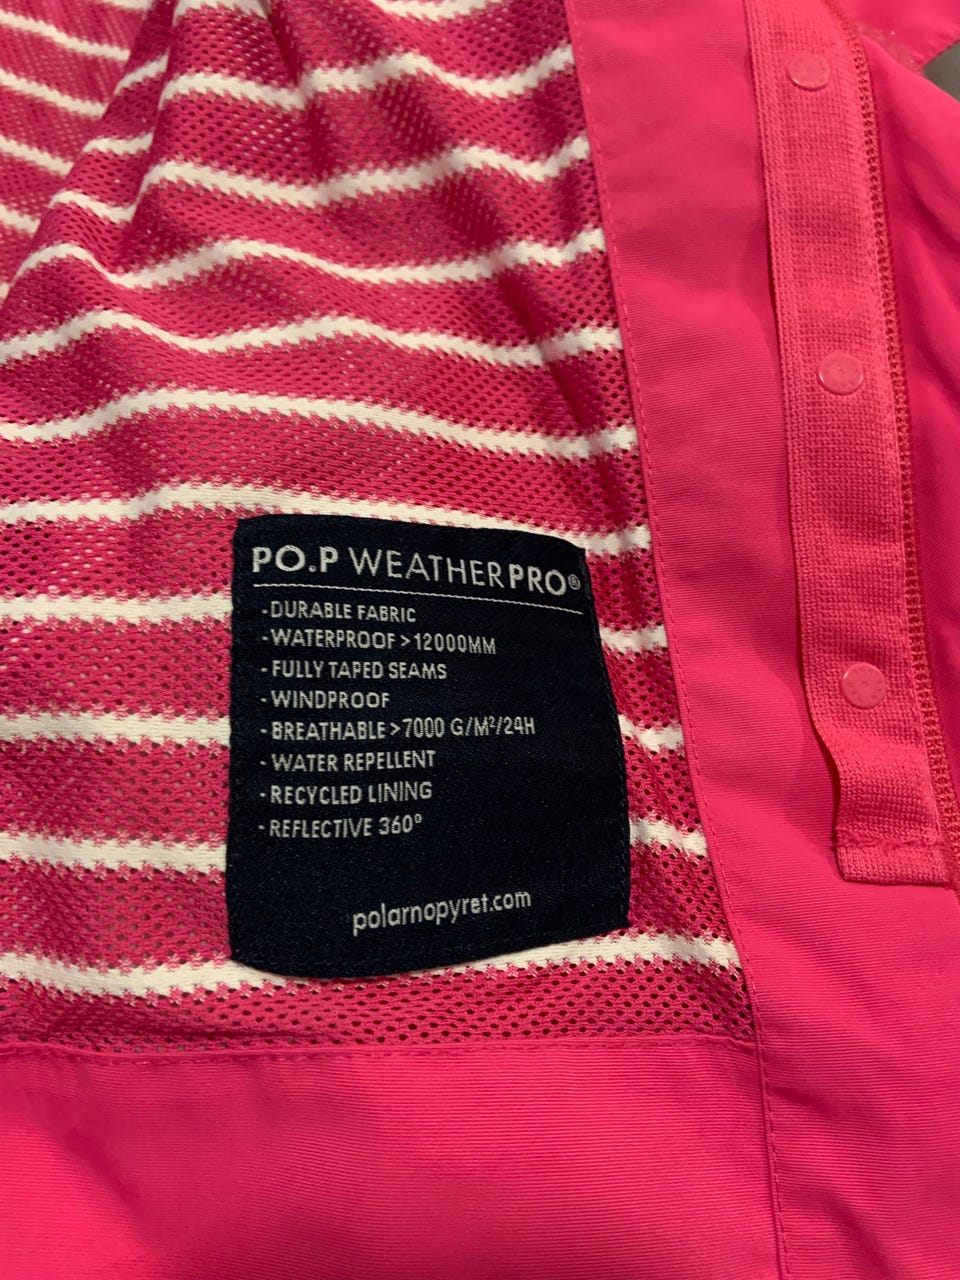 PO.P WEATHERPRO®
-DURABLE FABRIC
-WATERPROOF>12000MM
-FULLY TAPED SEAMS
-WINDPROOF
-BREATHABLE>7000 G/M²/24H
-WATER REPELLENT
-RECYCLED LINING
-REFLECTIVE 360°
polarnopyret.com